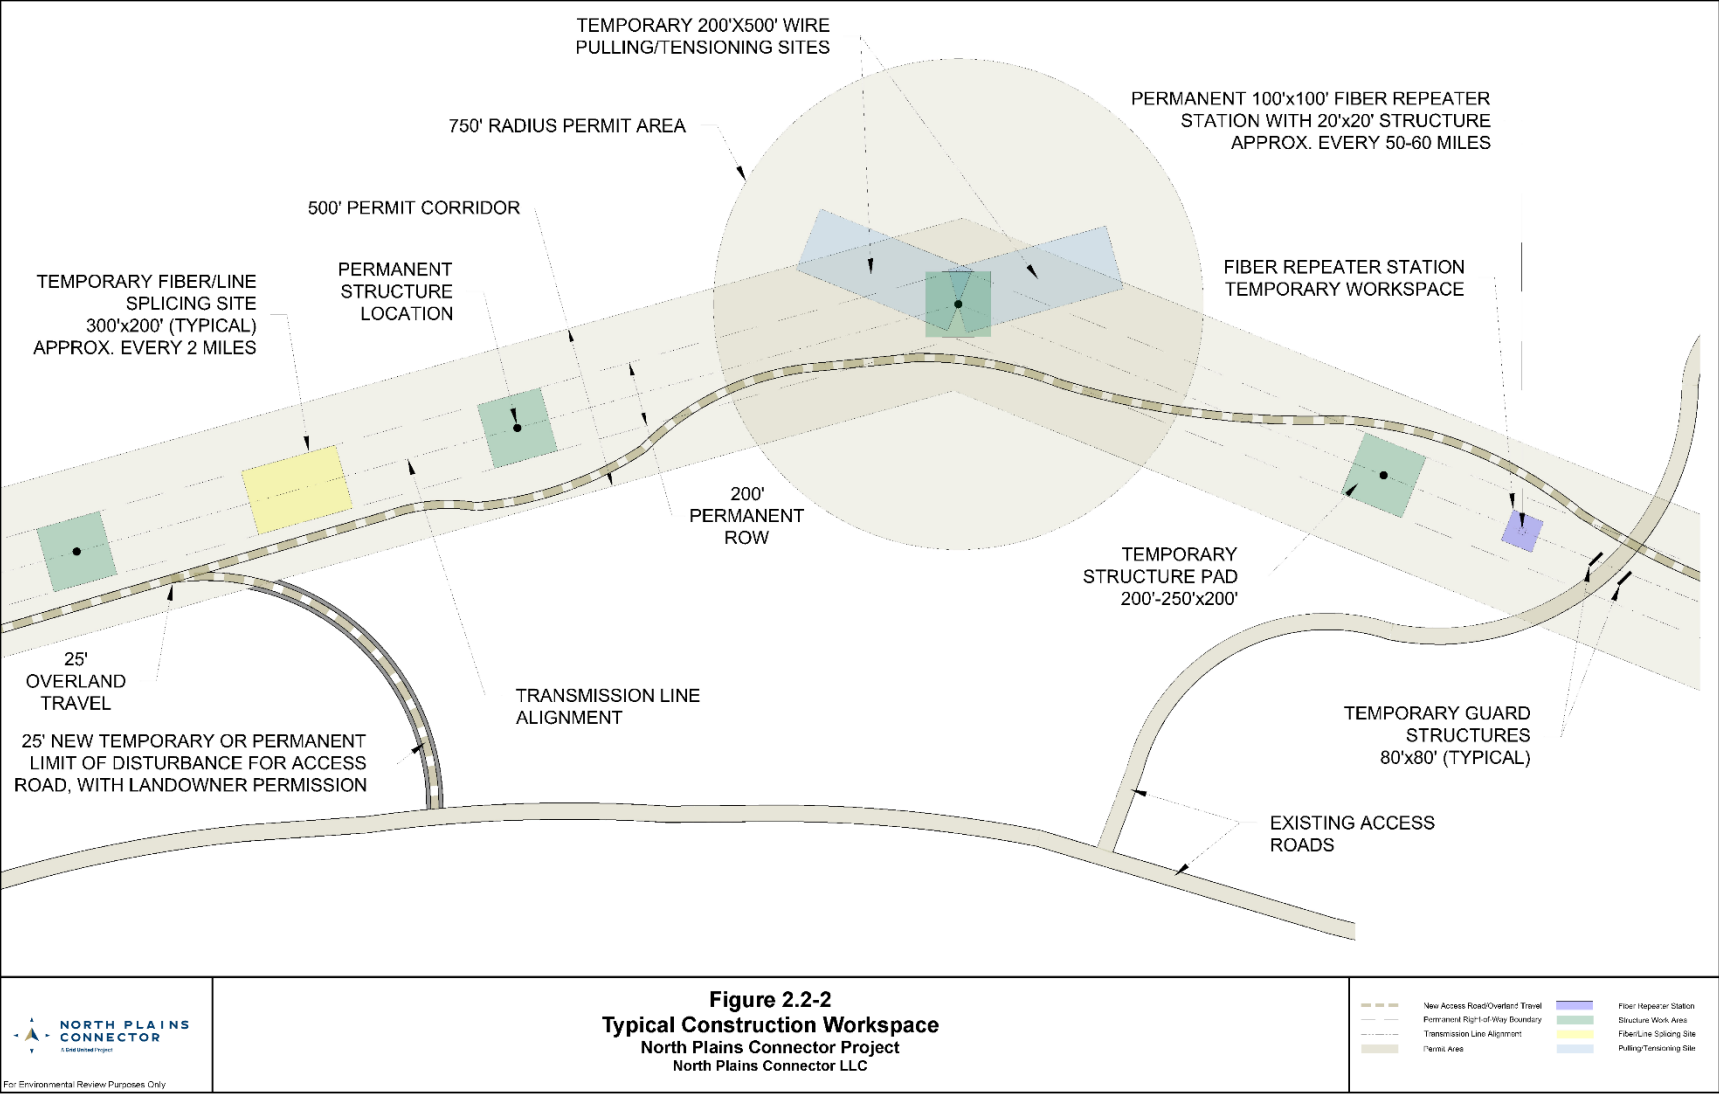 TEMPORARY 200'X500' WIRE
PULLING/TENSIONING SITES
750' RADIUS PERMIT AREA
PERMANENT 100'x100' FIBER REPEATER
STATION WITH 20'x20' STRUCTURE
APPROX. EVERY 50-60 MILES
500' PERMIT CORRIDOR
PERMANENT
STRUCTURE
LOCATION
TEMPORARY FIBER/LINE
SPLICING SITE
300'x200' (TYPICAL)
APPROX. EVERY 2 MILES
FIBER REPEATER STATION
TEMPORARY WORKSPACE
200'
PERMANENT
ROW
TEMPORARY
STRUCTURE PAD
200'-250'x200'
25'
OVERLAND
TRAVEL
TRANSMISSION LINE
ALIGNMENT
25' NEW TEMPORARY OR PERMANENT
LIMIT OF DISTURBANCE FOR ACCESS
ROAD, WITH LANDOWNER PERMISSION
TEMPORARY GUARD
STRUCTURES
80'x80' (TYPICAL)
EXISTING ACCESS
ROADS
NORTH PLAINS
CONNECTOR
A Grid United Project
For Environmental Review Purposes Only
Figure 2.2-2
Typical Construction Workspace
North Plains Connector Project
North Plains Connector LLC
New Access Road/Overland Travel
Permanent Right-of-Way Boundary
Transmission Line Alignment
Permit Area
Fiber Repeater Station
Structure Work Area
Fiber/Line Splicing Site
Pulling/Tensioning Site